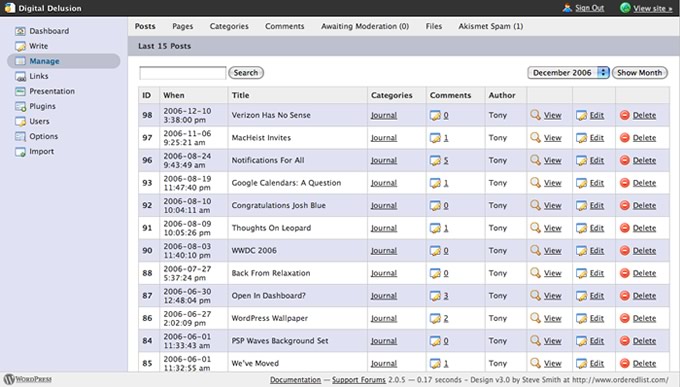 Digital Delusion
Sign Out
View site »
Dashboard
Write
Manage
Links
Presentation
Plugins
Users
Options
Import
Posts Pages Categories Comments Awaiting Moderation (0) Files Akismet Spam (1)
Last 15 Posts
Search
December 2006
Show Month
ID When Title Categories Comments Author
98 2006-12-10 3:38:00 pm Verizon Has No Sense Journal 0 Tony View Edit Delete
97 2006-11-06 9:25:21 am MacHeist Invites Journal 1 Tony View Edit Delete
96 2006-08-24 9:43:49 am Notifications For All Journal 5 Tony View Edit Delete
93 2006-08-19 11:47:40 pm Google Calendars: A Question Journal 1 Tony View Edit Delete
92 2006-08-10 10:04:11 am Congratulations Josh Blue Journal 0 Tony View Edit Delete
91 2006-08-09 10:05:26 pm Thoughts On Leopard Journal 1 Tony View Edit Delete
90 2006-08-03 11:40:10 pm WWDC 2006 Journal 0 Tony View Edit Delete
88 2006-07-27 5:37:24 pm Back From Relaxation Journal 0 Tony View Edit Delete
87 2006-06-30 12:48:04 pm Open In Dashboard? Journal 3 Tony View Edit Delete
86 2006-06-27 2:02:09 pm WordPress Wallpaper Journal 2 Tony View Edit Delete
84 2006-06-01 11:33:43 am PSP Waves Background Set Journal 0 Tony View Edit Delete
85 2006-06-01 11:32:55 am We've Moved Journal 1 Tony View Edit Delete
WORDPRESS
Documentation — Support Forums 2.0.5 — 0.17 seconds – Design v3.0 by Steve Smith at http://www.orderedlist.com/